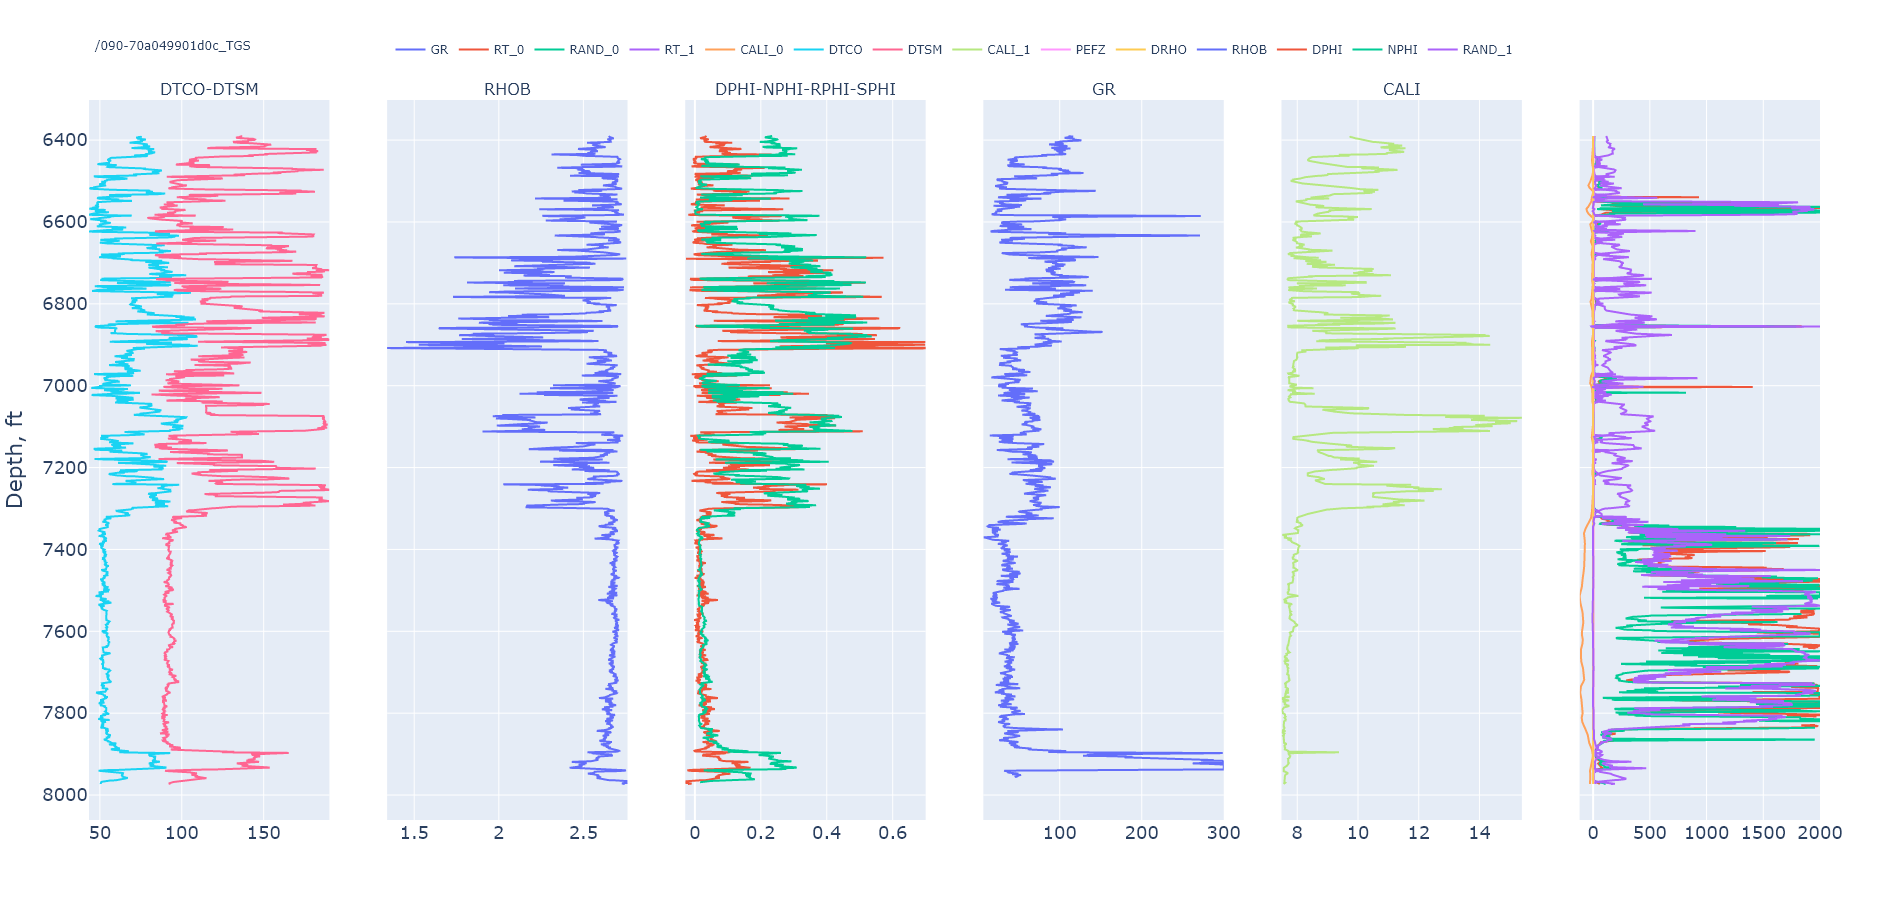 /090-70a049901d0c_TGS
GR RT_0 RAND_0 RT_1 CALI_0 DTCO DTSM CALI_1 PEFZ DRHO RHOB DPHI NPHI RAND_1
DTCO-DTSM RHOB DPHI-NPHI-RPHI-SPHI GR CALI
6400
6600
6800
7000
7200
7400
7600
7800
8000
Depth, ft
50 100 150 1.5 2 2.5 0 0.2 0.4 0.6 100 200 300 8 10 12 14 0 500 1000 1500 2000